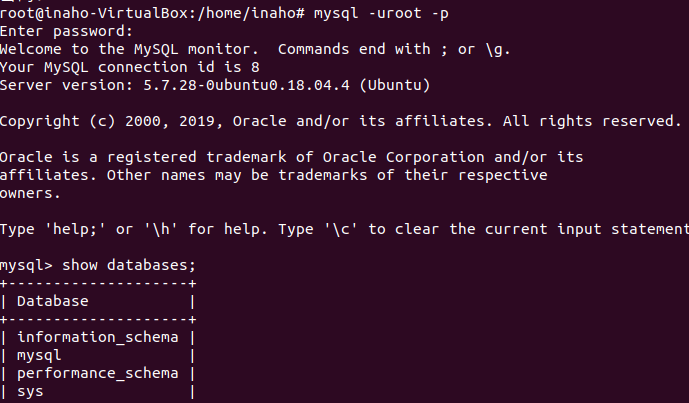 root@inaho-VirtualBox:/home/inaho# mysql -uroot -p
Enter password:
Welcome to the MySQL monitor.  Commands end with ; or \g.
Your MySQL connection id is 8
Server version: 5.7.28-0ubuntu0.18.04.4 (Ubuntu)

Copyright (c) 2000, 2019, Oracle and/or its affiliates. All rights reserved.

Oracle is a registered trademark of Oracle Corporation and/or its
affiliates. Other names may be trademarks of their respective
owners.

Type 'help;' or '\h' for help. Type '\c' to clear the current input statement

mysql> show databases;
+--------------------+
| Database           |
+--------------------+
| information_schema |
| mysql              |
| performance_schema |
| sys                |